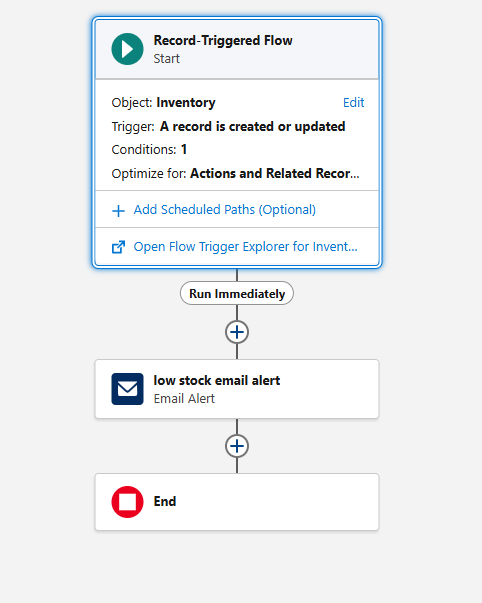 Record-Triggered Flow
Start
Object: Inventory Edit
Trigger: A record is created or updated
Conditions: 1
Optimize for: Actions and Related Recor...
Add Scheduled Paths (Optional)
Open Flow Trigger Explorer for Invent...
Run Immediately
low stock email alert
Email Alert
End